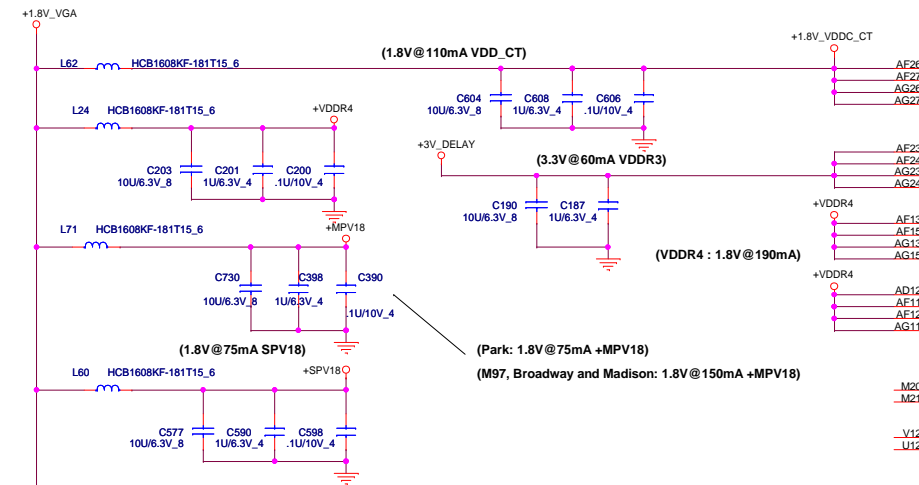 +1.8V_VGA
L62 HCB1608KF-181T15_6
(1.8V@110mA VDD_CT)
+1.8V_VDDC_CT
AF26
AF27
AG26
AG27
C604
10U/6.3V_8
C608
1U/6.3V_4
C606
.1U/10V_4
L24 HCB1608KF-181T15_6
+VDDR4
C203
10U/6.3V_8
C201
1U/6.3V_4
C200
.1U/10V_4
+3V_DELAY
(3.3V@60mA VDDR3)
AF23
AF24
AG23
AG24
C190
10U/6.3V_8
C187
1U/6.3V_4
+VDDR4
(VDDR4 : 1.8V@190mA)
AF13
AF15
AG13
AG15
L71 HCB1608KF-181T15_6
+MPV18
C730
10U/6.3V_8
C398
1U/6.3V_4
C390
.1U/10V_4
+VDDR4
AD12
AF11
AF12
AG11
(1.8V@75mA SPV18)
(Park: 1.8V@75mA +MPV18)
(M97, Broadway and Madison: 1.8V@150mA +MPV18)
L60 HCB1608KF-181T15_6
+SPV18
C577
10U/6.3V_8
C590
1U/6.3V_4
C598
.1U/10V_4
M20
M21
V12
U12